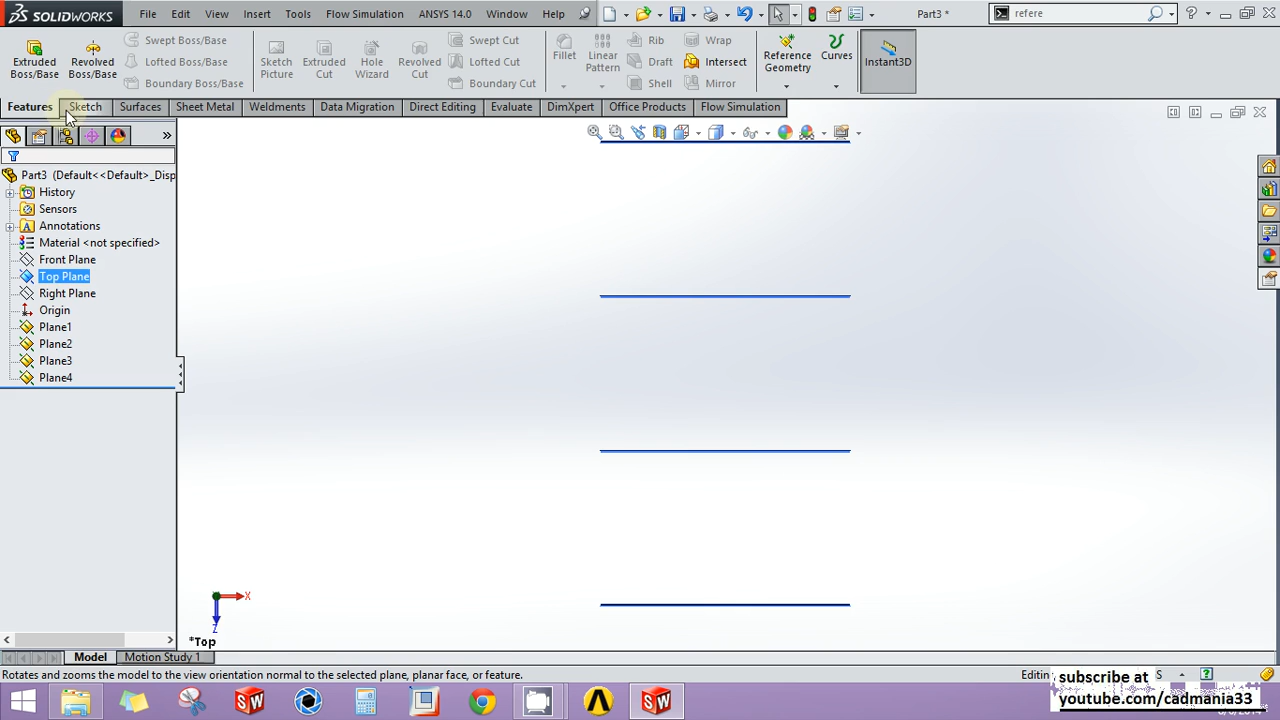 SOLIDWORKS File Edit View Insert Tools Flow Simulation ANSYS 14.0 Window Help Part3 * refere
Extruded Boss/Base
Revolved Boss/Base
Swept Boss/Base
Lofted Boss/Base
Boundary Boss/Base
Sketch Picture
Extruded Cut
Hole Wizard
Revolved Cut
Swept Cut
Lofted Cut
Boundary Cut
Fillet
Linear Pattern
Rib
Draft
Shell
Wrap
Intersect
Mirror
Reference Geometry
Curves
Instant3D
Features Sketch Surfaces Sheet Metal Weldments Data Migration Direct Editing Evaluate DimXpert Office Products Flow Simulation
Part3 (Default<<Default>_Disp
History
Sensors
Annotations
Material <not specified>
Front Plane
Top Plane
Right Plane
Origin
Plane1
Plane2
Plane3
Plane4
X
Z
*Top
Model Motion Study 1
Rotates and zooms the model to the view orientation normal to the selected plane, planar face, or feature.
Editin
S
subscribe at
youtube.com/cadmania33